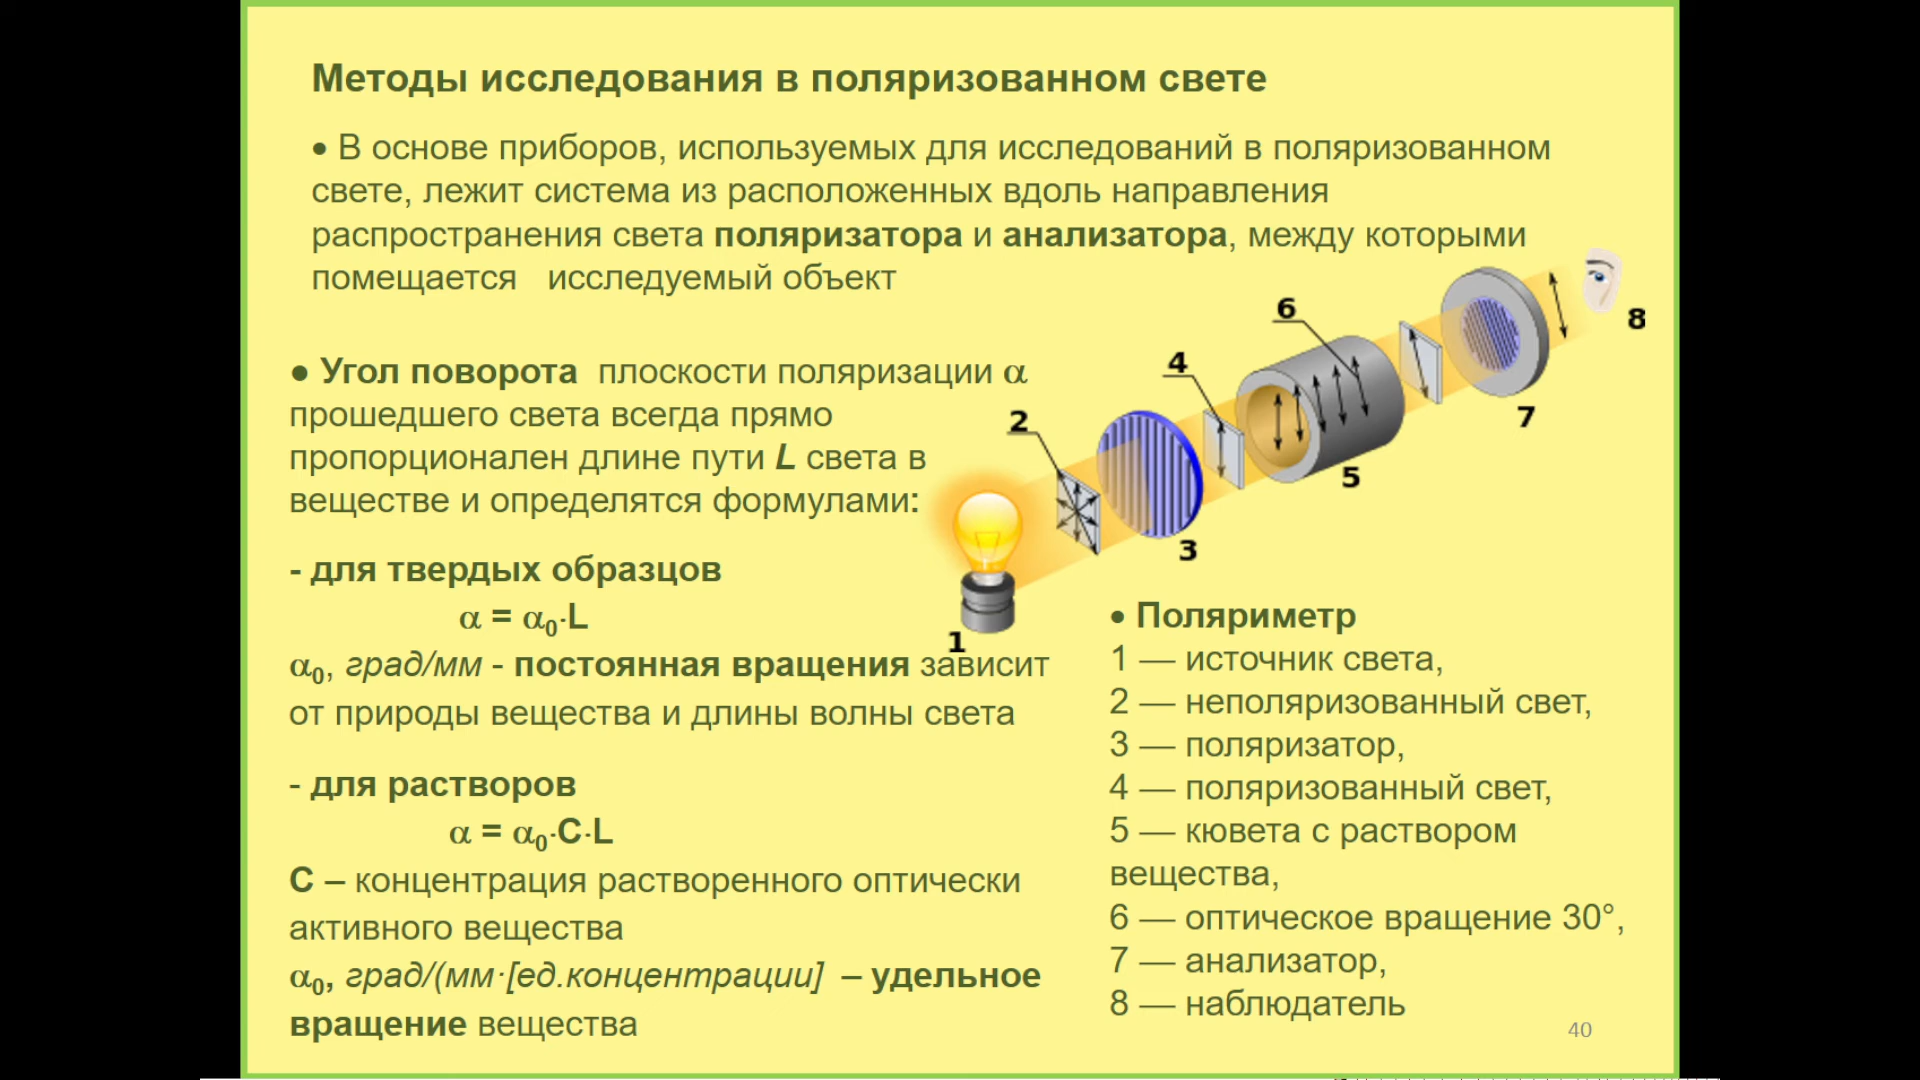 Методы исследования в поляризованном свете
• В основе приборов, используемых для исследований в поляризованном
свете, лежит система из расположенных вдоль направления
распространения света поляризатора и анализатора, между которыми
помещается исследуемый объект
● Угол поворота плоскости поляризации α
прошедшего света всегда прямо
пропорционален длине пути L света в
веществе и определятся формулами:
- для твердых образцов
α = α₀·L
α₀, град/мм - постоянная вращения зависит
от природы вещества и длины волны света
- для растворов
α = α₀·C·L
С – концентрация растворенного оптически
активного вещества
α₀, град/(мм·[ед.концентрации] – удельное
вращение вещества
1
2
3
4
5
6
7
8
• Поляриметр
1 — источник света,
2 — неполяризованный свет,
3 — поляризатор,
4 — поляризованный свет,
5 — кювета с раствором
вещества,
6 — оптическое вращение 30°,
7 — анализатор,
8 — наблюдатель
40